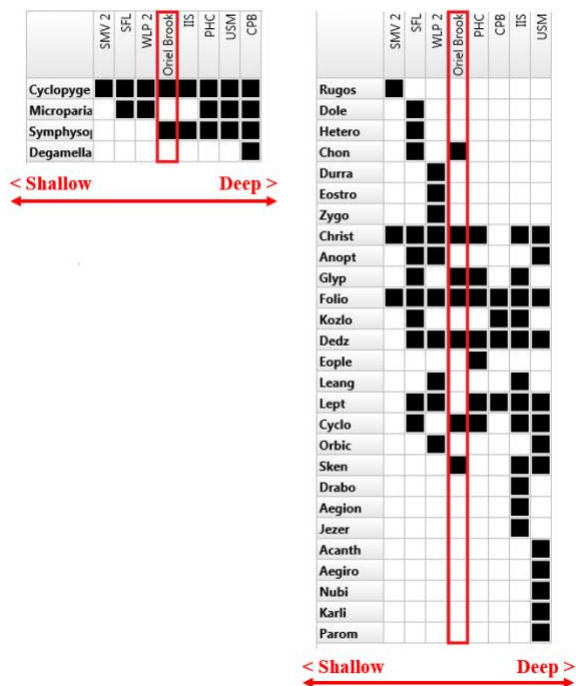 SMV 2
SFL
WLP 2
Oriel Brook
IIS
PHC
USM
CPB
Cyclopyge
Microparia
Symphysop
Degamella
< Shallow Deep >
SMV 2
SFL
WLP 2
Oriel Brook
PHC
CPB
IIS
USM
Rugos
Dole
Hetero
Chon
Durra
Eostro
Zygo
Christ
Anopt
Glyp
Folio
Kozlo
Dedz
Eople
Leang
Lept
Cyclo
Orbic
Sken
Drabo
Aegion
Jezer
Acanth
Aegiro
Nubi
Karli
Parom
< Shallow Deep >